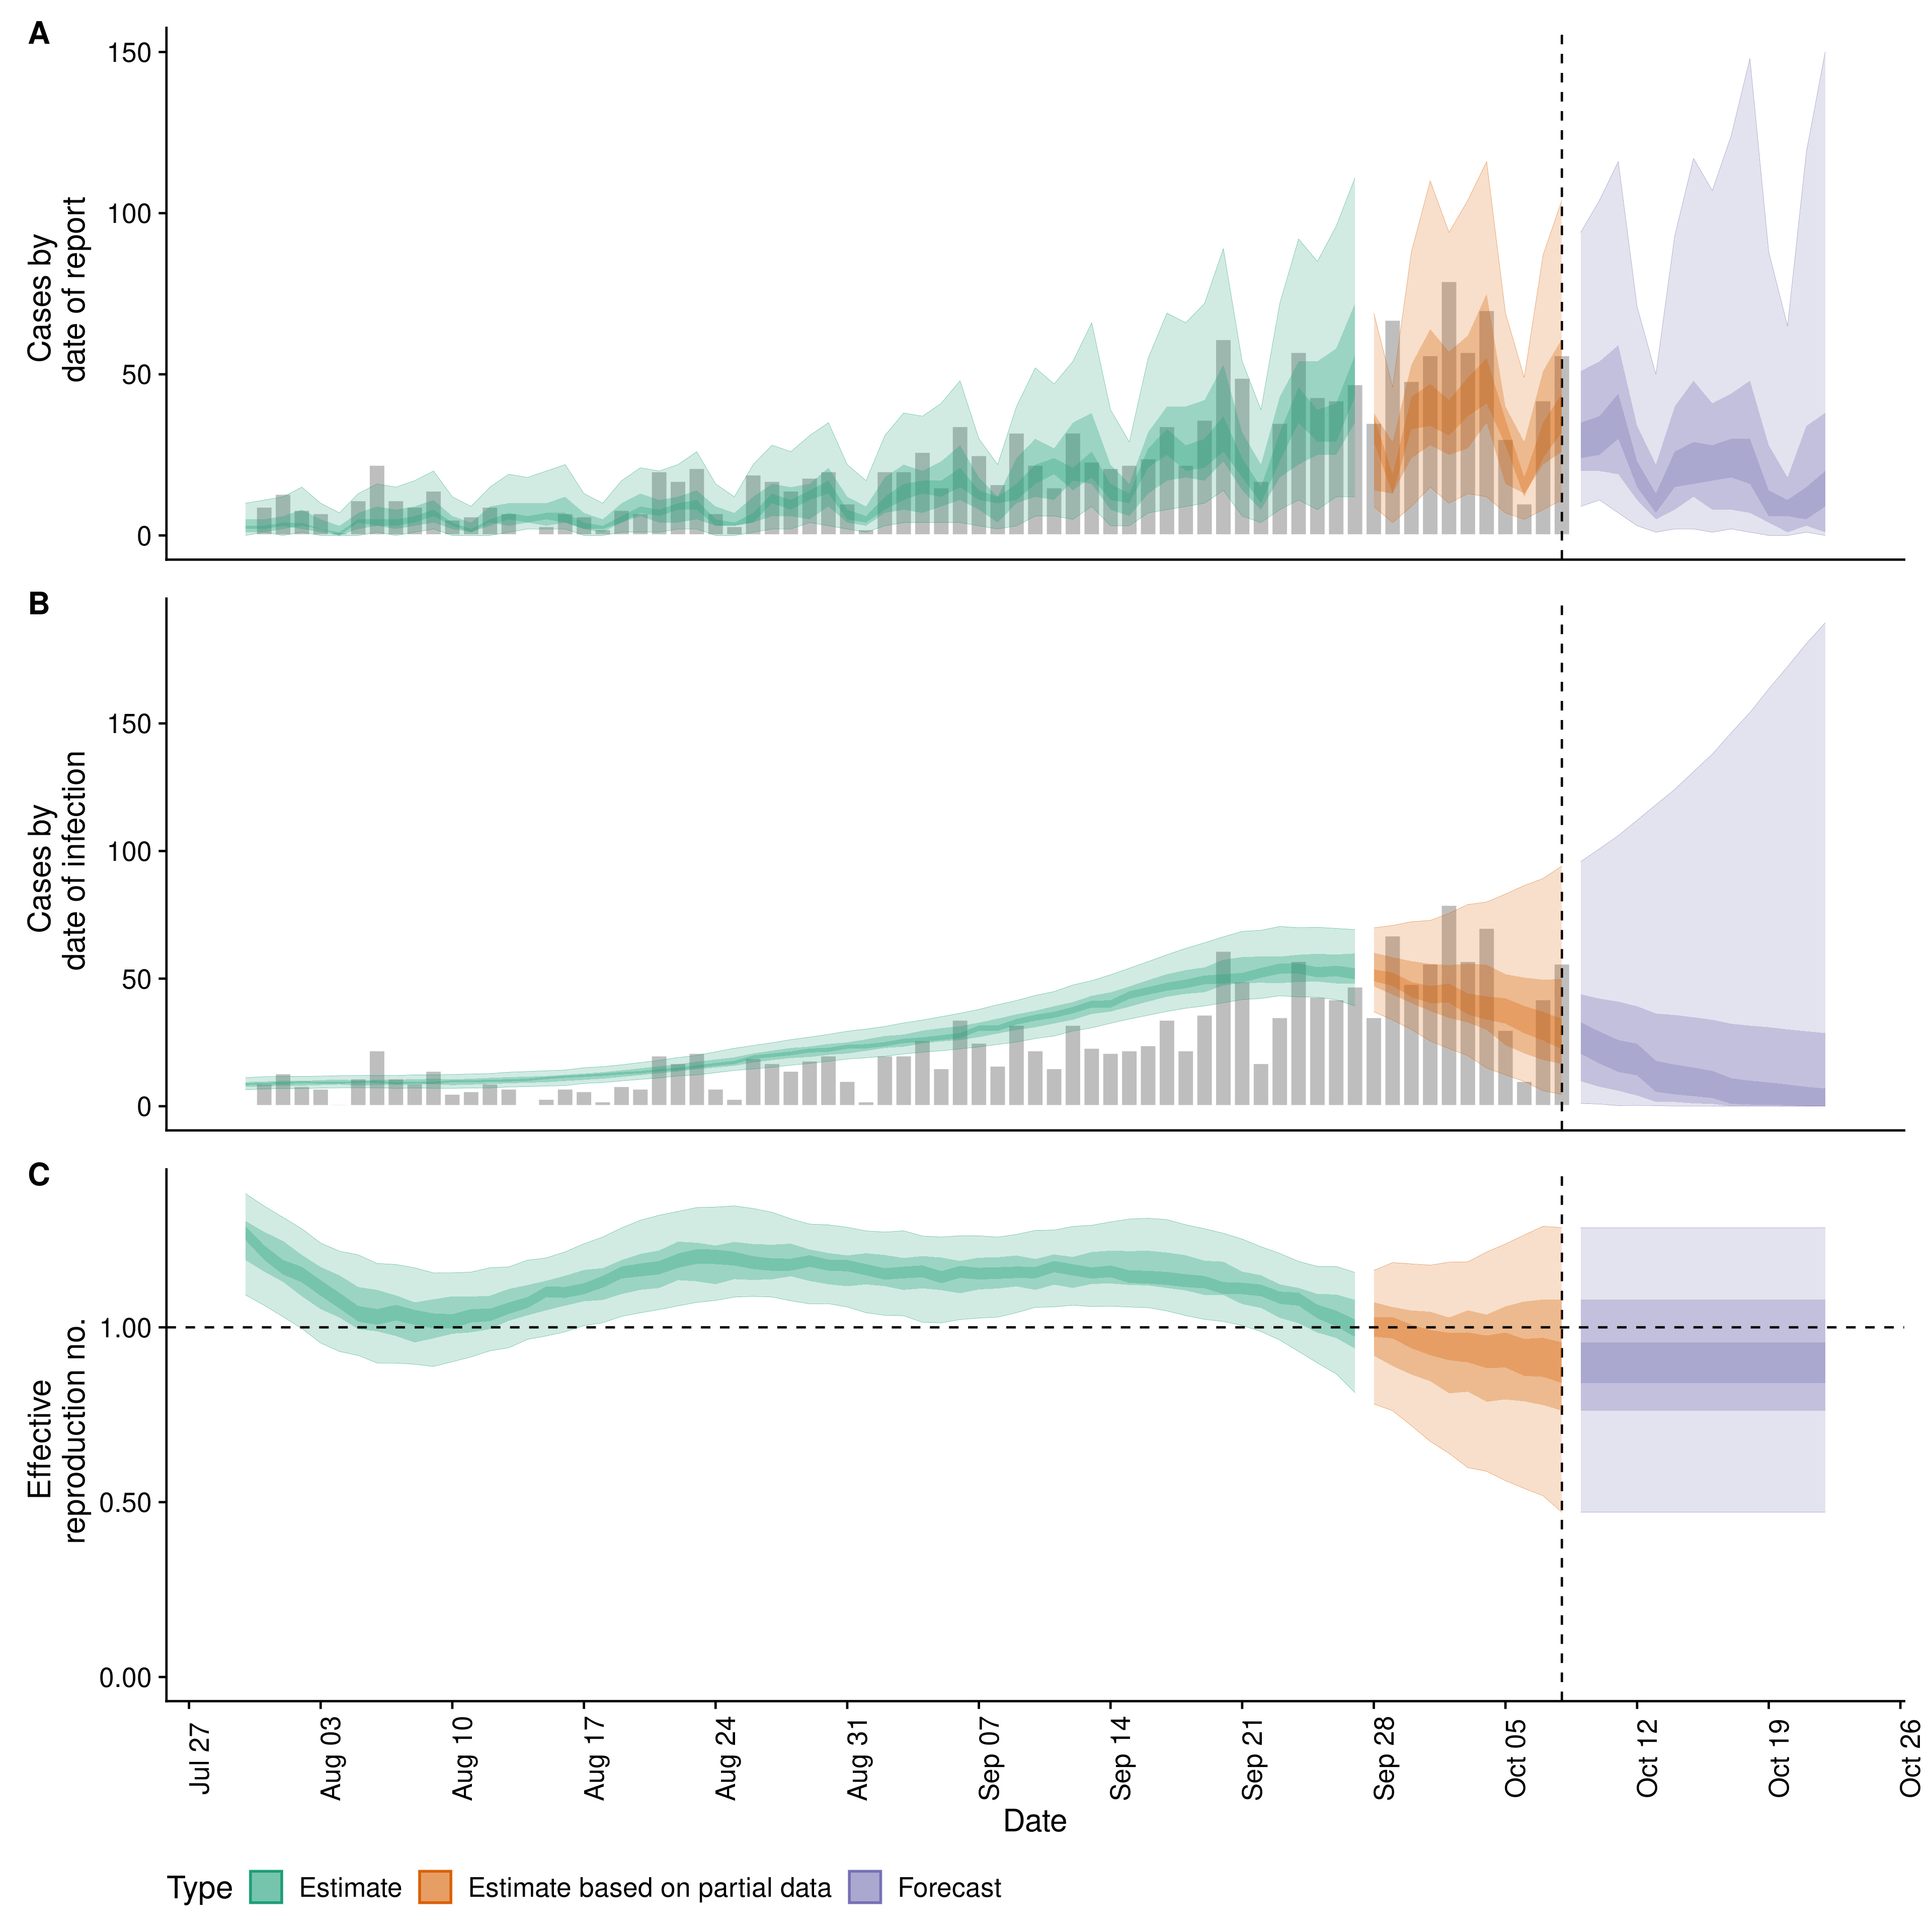 A
150
100
50
0
Cases by
date of report
B
150
100
50
0
Cases by
date of infection
C
1.00
0.50
0.00
Effective
reproduction no.
Jul 27
Aug 03
Aug 10
Aug 17
Aug 24
Aug 31
Sep 07
Sep 14
Sep 21
Sep 28
Oct 05
Oct 12
Oct 19
Oct 26
Date
Type Estimate Estimate based on partial data Forecast